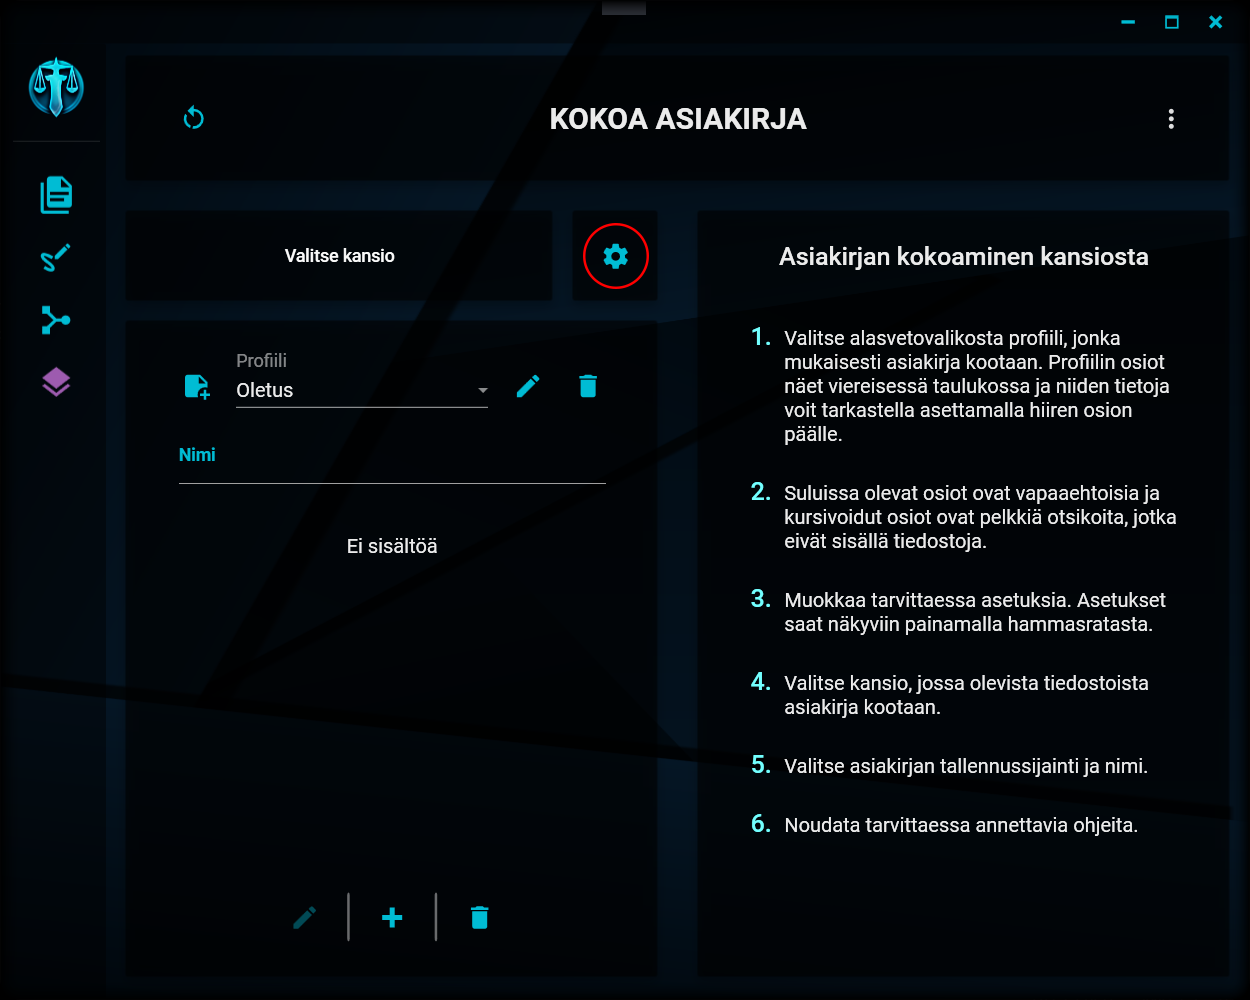 KOKOA ASIAKIRJA
Valitse kansio
Profiili
Oletus
Nimi
Ei sisältöä
Asiakirjan kokoaminen kansiosta
1. Valitse alasvetovalikosta profiili, jonka
mukaisesti asiakirja kootaan. Profiilin osiot
näet viereisessä taulukossa ja niiden tietoja
voit tarkastella asettamalla hiiren osion
päälle.
2. Suluissa olevat osiot ovat vapaaehtoisia ja
kursivoidut osiot ovat pelkkiä otsikoita, jotka
eivät sisällä tiedostoja.
3. Muokkaa tarvittaessa asetuksia. Asetukset
saat näkyviin painamalla hammasratasta.
4. Valitse kansio, jossa olevista tiedostoista
asiakirja kootaan.
5. Valitse asiakirjan tallennussijainti ja nimi.
6. Noudata tarvittaessa annettavia ohjeita.